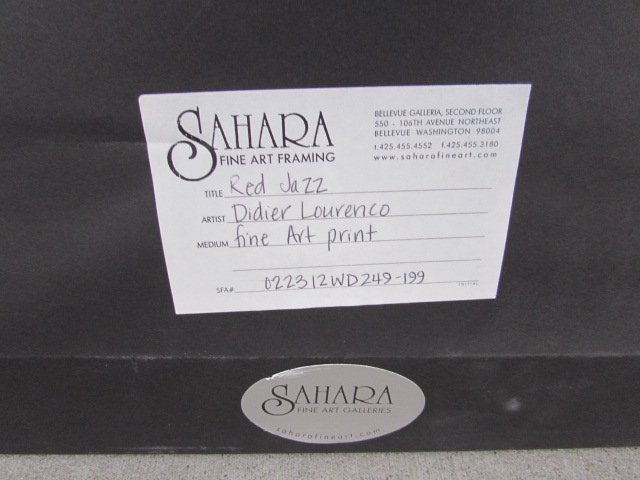 SAHARA
FINE ART FRAMING
BELLEVUE GALLERIA, SECOND FLOOR
550 - 106TH AVENUE NORTHEAST
BELLEVUE WASHINGTON 98004
t.425.455.4552 f.425.455.3180
www.saharafineart.com
TITLE Red Jazz
ARTIST Didier Lourenco
MEDIUM fine Art print
SFA# 022312WD249-199
SAHARA
FINE ART GALLERIES
saharafineart.com